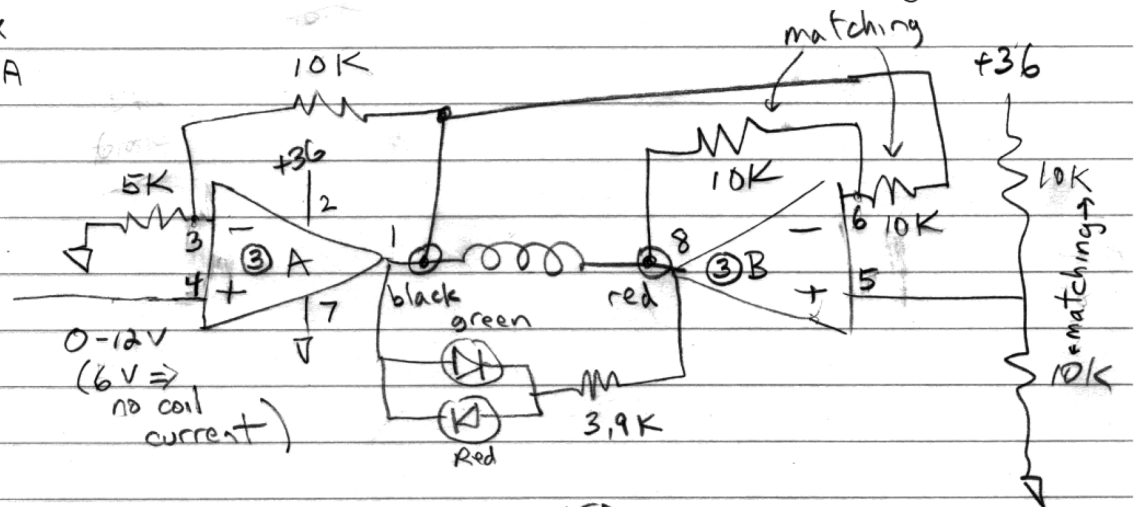 matching
A
10K
+36
+36
5K
10K
10K
2
6
10K
3
-
1
8
-
③ A
③ B
4
+
black
red
+
5
←matching→
7
green
0-12V
(6V ⇒
no coil
current)
10K
3,9K
Red